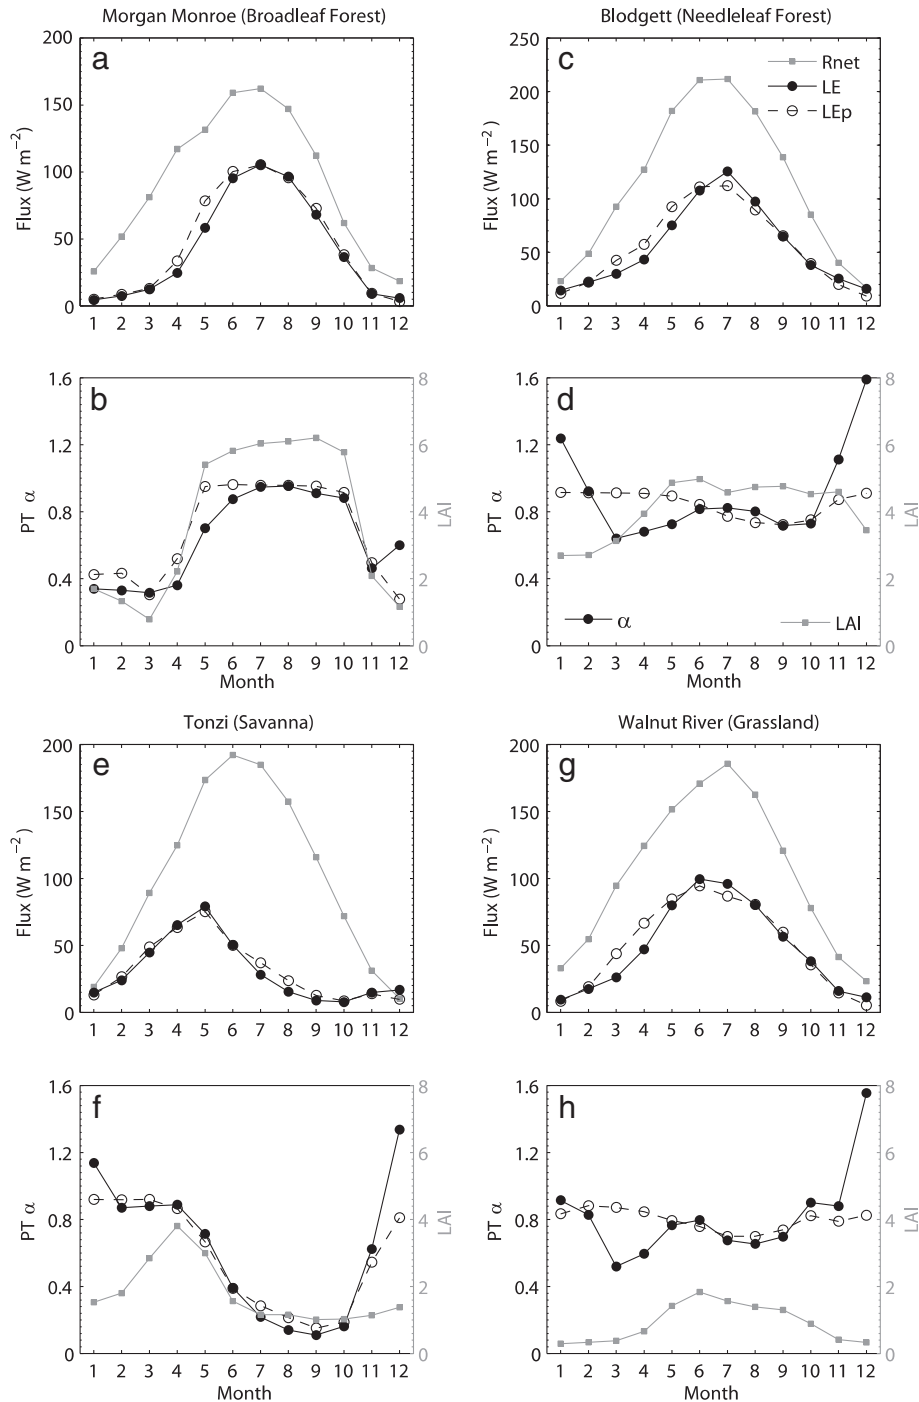 Morgan Monroe (Broadleaf Forest)
a
Flux (W m−2)
200
150
100
50
0
1 2 3 4 5 6 7 8 9 10 11 12
Blodgett (Needleleaf Forest)
c
Rnet
LE
LEp
Flux (W m−2)
250
200
150
100
50
0
1 2 3 4 5 6 7 8 9 10 11 12
b
PT α
1.6
1.2
0.8
0.4
0
8
6
4
2
0
LAI
1 2 3 4 5 6 7 8 9 10 11 12
Month
d
PT α
1.6
1.2
0.8
0.4
0
α
LAI
8
6
4
2
0
LAI
1 2 3 4 5 6 7 8 9 10 11 12
Month
Tonzi (Savanna)
e
Flux (W m−2)
200
150
100
50
0
1 2 3 4 5 6 7 8 9 10 11 12
Walnut River (Grassland)
g
Flux (W m−2)
200
150
100
50
0
1 2 3 4 5 6 7 8 9 10 11 12
f
PT α
1.6
1.2
0.8
0.4
0
8
6
4
2
0
LAI
1 2 3 4 5 6 7 8 9 10 11 12
Month
h
PT α
1.6
1.2
0.8
0.4
0
8
6
4
2
0
LAI
1 2 3 4 5 6 7 8 9 10 11 12
Month